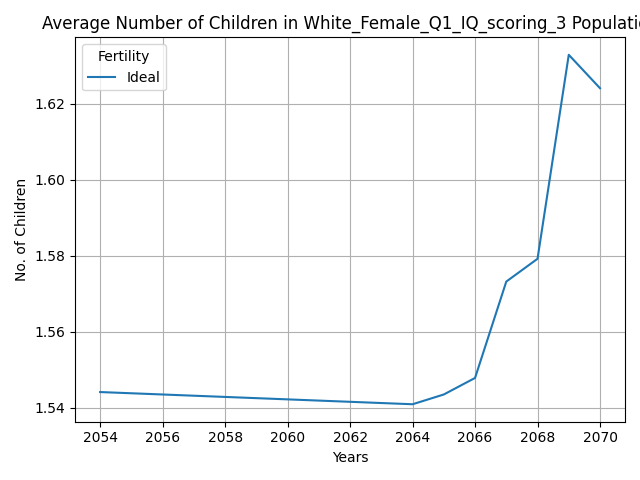 Average Number of Children in White_Female_Q1_IQ_scoring_3 Populatio
Fertility
Ideal
No. of Children
1.62
1.60
1.58
1.56
1.54
2054 2056 2058 2060 2062 2064 2066 2068 2070
Years